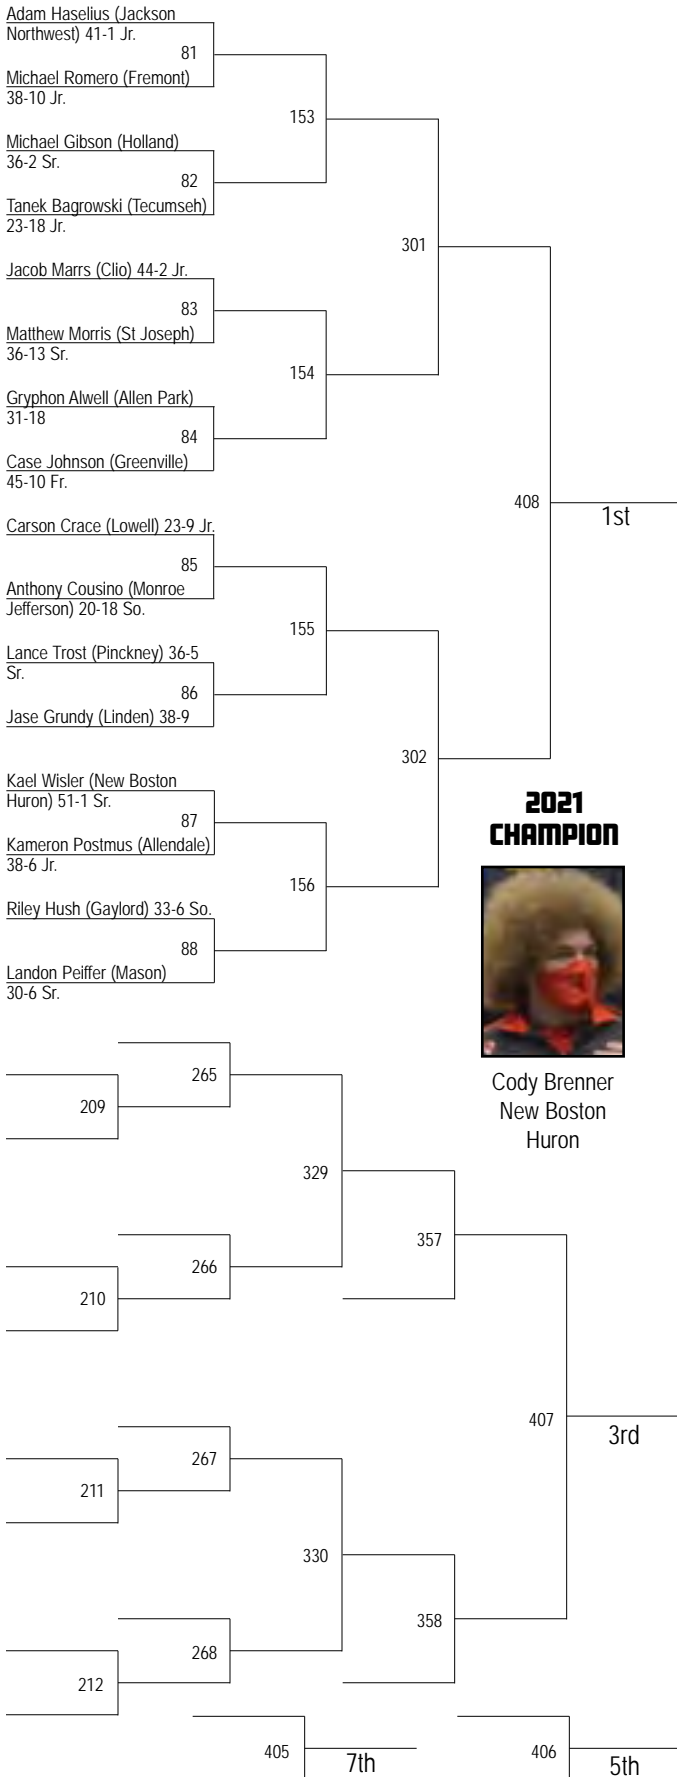 Adam Haselius (Jackson
Northwest) 41-1 Jr.
81
Michael Romero (Fremont)
38-10 Jr.
153
Michael Gibson (Holland)
36-2 Sr.
82
Tanek Bagrowski (Tecumseh)
23-18 Jr.
301
Jacob Marrs (Clio) 44-2 Jr.
83
Matthew Morris (St Joseph)
36-13 Sr.
154
Gryphon Alwell (Allen Park)
31-18
84
Case Johnson (Greenville)
45-10 Fr.
408
1st
Carson Crace (Lowell) 23-9 Jr.
85
Anthony Cousino (Monroe
Jefferson) 20-18 So.
155
Lance Trost (Pinckney) 36-5
Sr.
86
Jase Grundy (Linden) 38-9
302
Kael Wisler (New Boston
Huron) 51-1 Sr.
87
Kameron Postmus (Allendale)
38-6 Jr.
156
Riley Hush (Gaylord) 33-6 So.
88
Landon Peiffer (Mason)
30-6 Sr.
2021
CHAMPION
Cody Brenner
New Boston
Huron
265
209
329
357
266
210
407
3rd
267
211
330
358
268
212
405
7th
406
5th